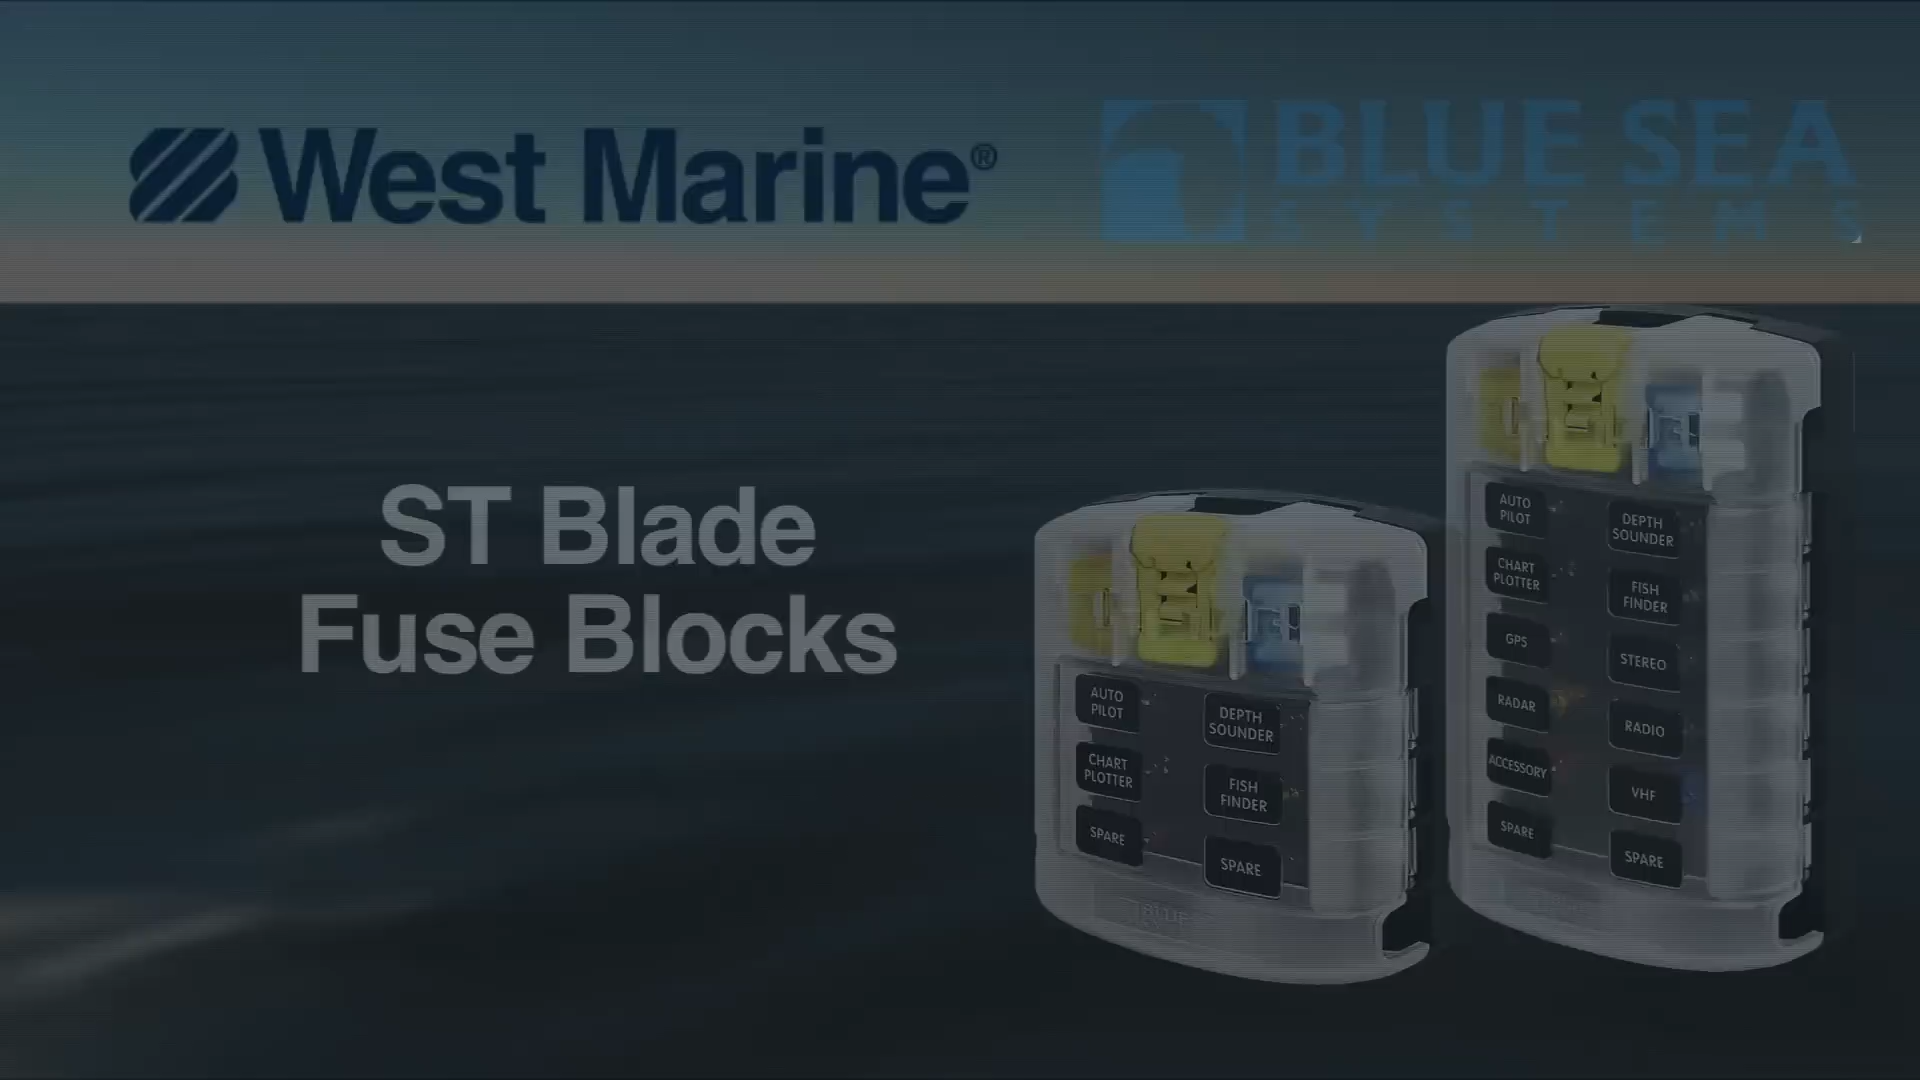 West Marine®
BLUE SEA
SYSTEMS
ST Blade
Fuse Blocks
AUTO
PILOT
DEPTH
SOUNDER
CHART
PLOTTER
FISH
FINDER
SPARE
SPARE
BLUE
AUTO
PILOT
DEPTH
SOUNDER
CHART
PLOTTER
FISH
FINDER
GPS
STEREO
RADAR
RADIO
ACCESSORY
VHF
SPARE
SPARE